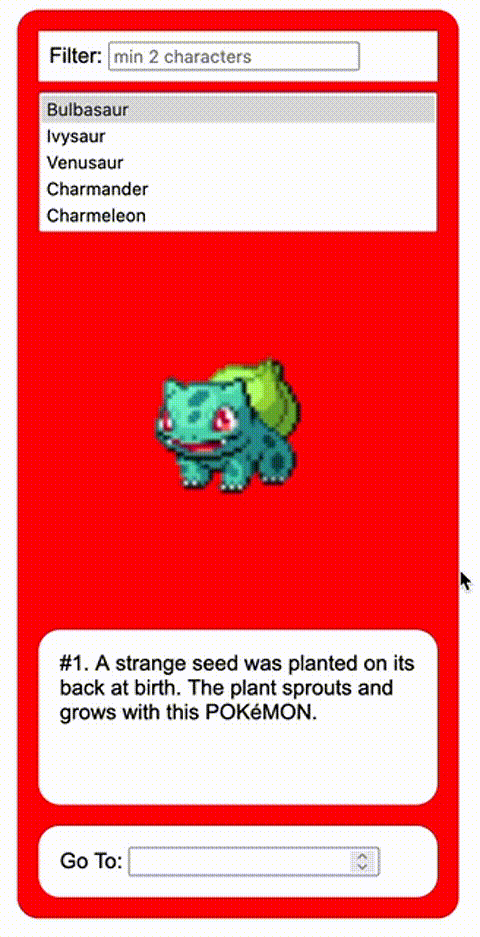 Filter: min 2 characters
Bulbasaur
Ivysaur
Venusaur
Charmander
Charmeleon
#1. A strange seed was planted on its
back at birth. The plant sprouts and
grows with this POKéMON.
Go To: